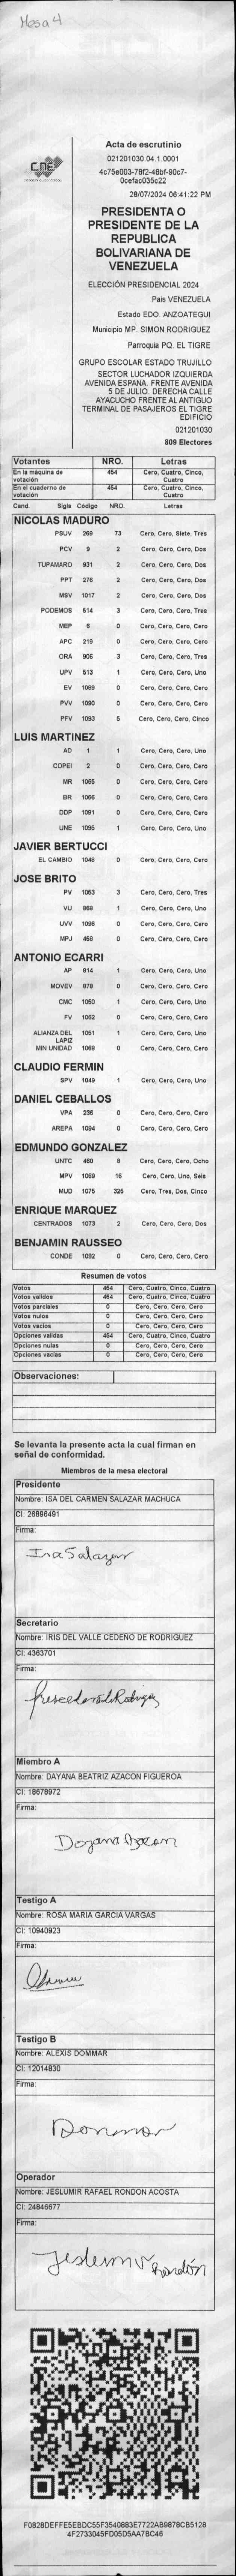 Mesa 4
CNE
Acta de escrutinio
021201030.04.1.0001
4c75e003-78f2-48bf-90c7-
0cefac035c22
28/07/2024 06:41:22 PM
PRESIDENTA O
PRESIDENTE DE LA
REPUBLICA
BOLIVARIANA DE
VENEZUELA
ELECCIÓN PRESIDENCIAL 2024
Pais VENEZUELA
Estado EDO. ANZOATEGUI
Municipio MP. SIMON RODRIGUEZ
Parroquia PQ. EL TIGRE
GRUPO ESCOLAR ESTADO TRUJILLO
SECTOR LUCHADOR IZQUIERDA
AVENIDA ESPANA. FRENTE AVENIDA
5 DE JULIO. DERECHA CALLE
AYACUCHO FRENTE AL ANTIGUO
TERMINAL DE PASAJEROS EL TIGRE
EDIFICIO
021201030
809 Electores
Votantes NRO. Letras
En la máquina de votación 454 Cero, Cuatro, Cinco, Cuatro
En el cuaderno de votación 454 Cero, Cuatro, Cinco, Cuatro
Cand. Sigla Código NRO. Letras
NICOLAS MADURO
PSUV 269 73 Cero, Cero, Siete, Tres
PCV 9 2 Cero, Cero, Cero, Dos
TUPAMARO 931 2 Cero, Cero, Cero, Dos
PPT 276 2 Cero, Cero, Cero, Dos
MSV 1017 2 Cero, Cero, Cero, Dos
PODEMOS 514 3 Cero, Cero, Cero, Tres
MEP 6 0 Cero, Cero, Cero, Cero
APC 219 0 Cero, Cero, Cero, Cero
ORA 906 3 Cero, Cero, Cero, Tres
UPV 513 1 Cero, Cero, Cero, Uno
EV 1089 0 Cero, Cero, Cero, Cero
PVV 1090 0 Cero, Cero, Cero, Cero
PFV 1093 5 Cero, Cero, Cero, Cinco
LUIS MARTINEZ
AD 1 1 Cero, Cero, Cero, Uno
COPEI 2 0 Cero, Cero, Cero, Cero
MR 1065 0 Cero, Cero, Cero, Cero
BR 1066 0 Cero, Cero, Cero, Cero
DDP 1091 0 Cero, Cero, Cero, Cero
UNE 1095 1 Cero, Cero, Cero, Uno
JAVIER BERTUCCI
EL CAMBIO 1048 0 Cero, Cero, Cero, Cero
JOSE BRITO
PV 1053 3 Cero, Cero, Cero, Tres
VU 868 1 Cero, Cero, Cero, Uno
UVV 1096 0 Cero, Cero, Cero, Cero
MPJ 458 0 Cero, Cero, Cero, Cero
ANTONIO ECARRI
AP 814 1 Cero, Cero, Cero, Uno
MOVEV 978 0 Cero, Cero, Cero, Cero
CMC 1050 1 Cero, Cero, Cero, Uno
FV 1062 0 Cero, Cero, Cero, Cero
ALIANZA DEL LAPIZ 1051 1 Cero, Cero, Cero, Uno
MIN UNIDAD 1069 0 Cero, Cero, Cero, Cero
CLAUDIO FERMIN
SPV 1049 1 Cero, Cero, Cero, Uno
DANIEL CEBALLOS
VPA 236 0 Cero, Cero, Cero, Cero
AREPA 1094 0 Cero, Cero, Cero, Cero
EDMUNDO GONZALEZ
UNTC 460 8 Cero, Cero, Cero, Ocho
MPV 1069 16 Cero, Cero, Uno, Seis
MUD 1075 325 Cero, Tres, Dos, Cinco
ENRIQUE MARQUEZ
CENTRADOS 1073 2 Cero, Cero, Cero, Dos
BENJAMIN RAUSSEO
CONDE 1092 0 Cero, Cero, Cero, Cero
Resumen de votos
Votos 454 Cero, Cuatro, Cinco, Cuatro
Votos validos 454 Cero, Cuatro, Cinco, Cuatro
Votos parciales 0 Cero, Cero, Cero, Cero
Votos nulos 0 Cero, Cero, Cero, Cero
Votos vacios 0 Cero, Cero, Cero, Cero
Opciones validas 454 Cero, Cuatro, Cinco, Cuatro
Opciones nulas 0 Cero, Cero, Cero, Cero
Opciones vacias 0 Cero, Cero, Cero, Cero
Observaciones:
Se levanta la presente acta la cual firman en
señal de conformidad.
Miembros de la mesa electoral
Presidente
Nombre: ISA DEL CARMEN SALAZAR MACHUCA
CI: 26896491
Firma:
Isa Salazar
Secretario
Nombre: IRIS DEL VALLE CEDENO DE RODRIGUEZ
CI: 4363701
Firma:
Miembro A
Nombre: DAYANA BEATRIZ AZACON FIGUEROA
CI: 18678972
Firma:
Dayana Azacon
Testigo A
Nombre: ROSA MARIA GARCIA VARGAS
CI: 10940923
Firma:
Testigo B
Nombre: ALEXIS DOMMAR
CI: 12014830
Firma:
Dommar
Operador
Nombre: JESLUMIR RAFAEL RONDON ACOSTA
CI: 24846677
Firma:
Jeslumir Rondón
F0828DEFFE5EBDC55F3540883E7722AB9878CB5128
4F2733045FD05D5AA7BC46